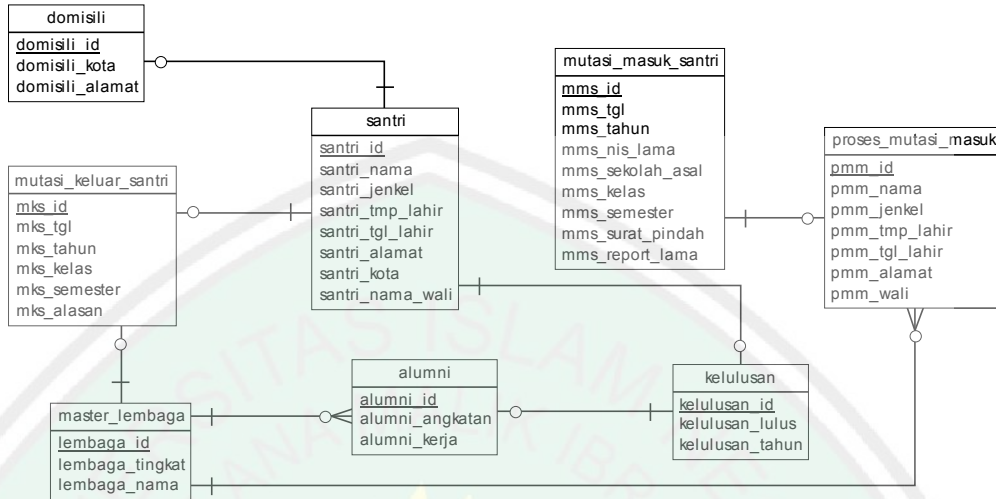 domisili
domisili_id
domisili_kota
domisili_alamat
mutasi_masuk_santri
mms_id
mms_tgl
mms_tahun
mms_nis_lama
mms_sekolah_asal
mms_kelas
mms_semester
mms_surat_pindah
mms_report_lama
santri
santri_id
santri_nama
santri_jenkel
santri_tmp_lahir
santri_tgl_lahir
santri_alamat
santri_kota
santri_nama_wali
proses_mutasi_masuk
pmm_id
pmm_nama
pmm_jenkel
pmm_tmp_lahir
pmm_tgl_lahir
pmm_alamat
pmm_wali
mutasi_keluar_santri
mks_id
mks_tgl
mks_tahun
mks_kelas
mks_semester
mks_alasan
alumni
alumni_id
alumni_angkatan
alumni_kerja
kelulusan
kelulusan_id
kelulusan_lulus
kelulusan_tahun
master_lembaga
lembaga_id
lembaga_tingkat
lembaga_nama